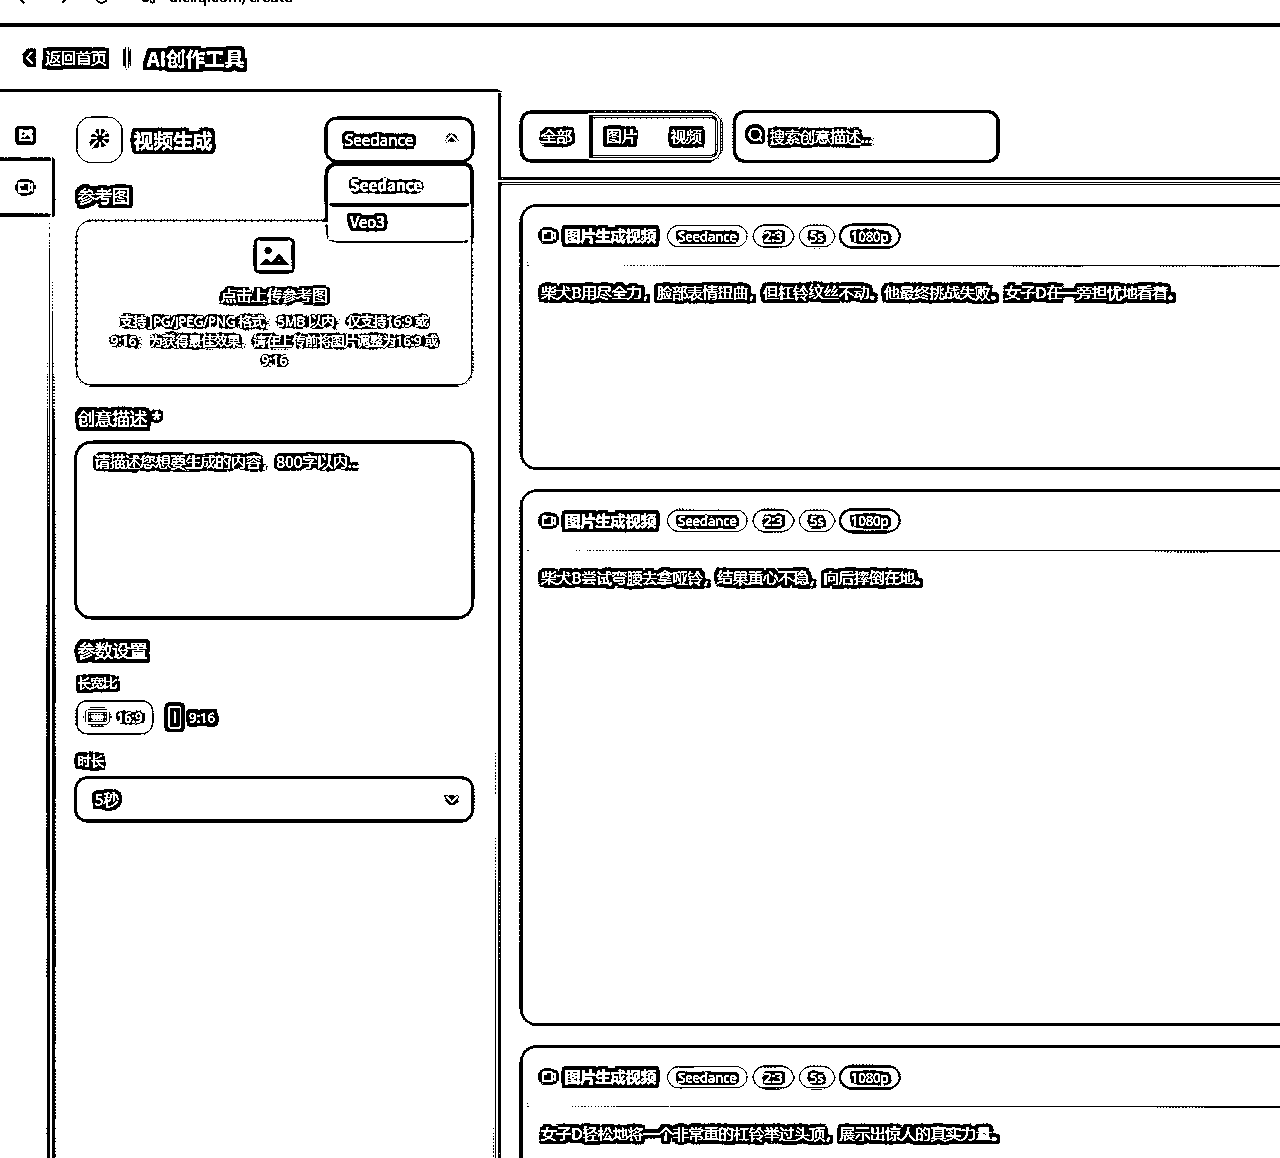 返回首页
AI创作工具
视频生成
Seedance
Seedance
Veo3
参考图
点击上传参考图
支持 JPG/JPEG/PNG 格式，5MB 以内，仅支持16:9 或
9:16；为获得最佳效果，请在上传前将图片调整为16:9 或
9:16
创意描述 *
请描述您想要生成的内容，800字以内...
参数设置
长宽比
16:9 9:16
时长
5秒
全部 图片 视频 搜索创意描述...
图片生成视频 Seedance 2:3 5s 1080p
柴犬B用尽全力，脸部表情扭曲，但杠铃纹丝不动。他最终挑战失败。女子D在一旁担忧地看着。
图片生成视频 Seedance 2:3 5s 1080p
柴犬B尝试弯腰去拿哑铃，结果重心不稳，向后摔倒在地。
图片生成视频 Seedance 2:3 5s 1080p
女子D轻松地将一个非常重的杠铃举过头顶，展示出惊人的真实力量。